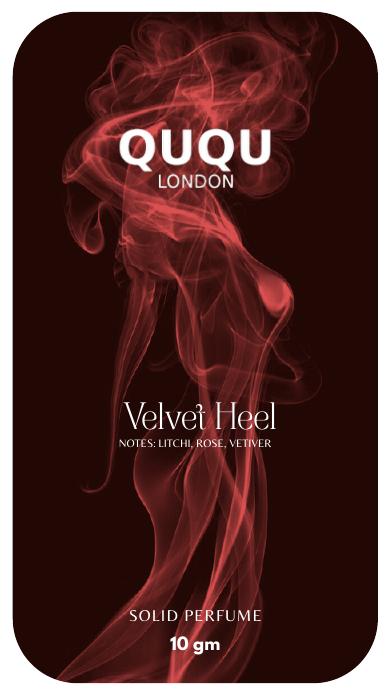 QUQU
LONDON
Velvet Heel
NOTES: LITCHI, ROSE, VETIVER
SOLID PERFUME
10 gm